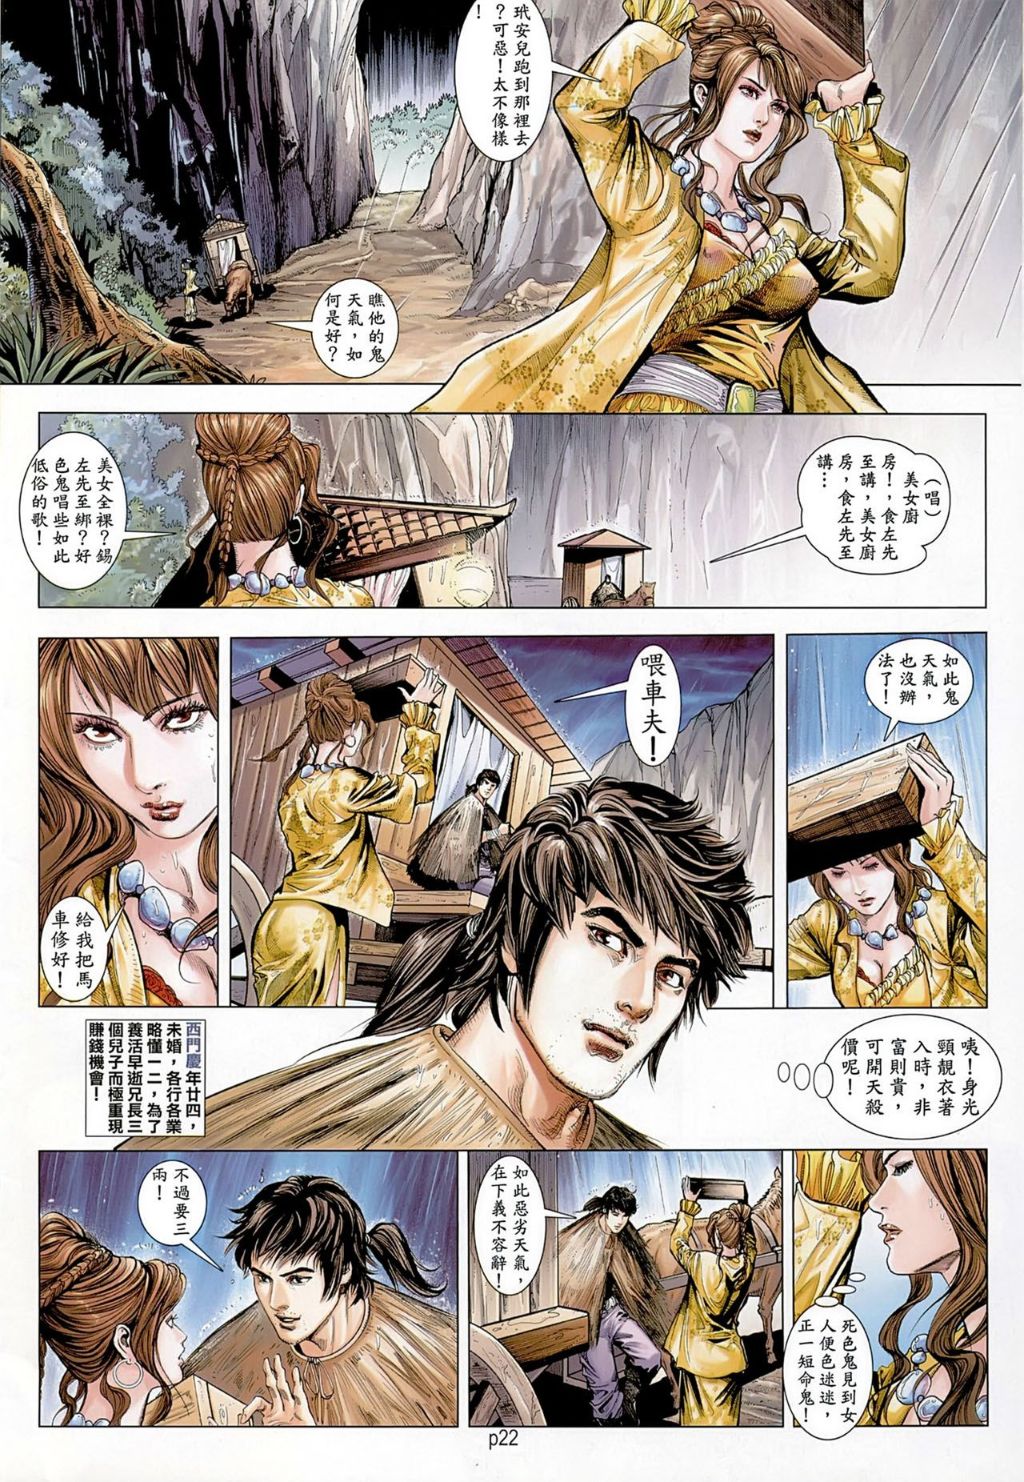 玳安兒跑到那裡去
？可惡！太不像樣
！
瞧他的鬼
天氣，如
何是好？
（唱）
美女廚
房！，食左先
至講，美女廚
房，食左先至
講…
美女全裸？錫
左先至綁？好
色鬼唱些如此
低俗的歌！
如此鬼
天氣，
也沒辦
法了！
喂車夫！
給我把馬
車修好！
咦！身光
頸靚衣著
入時，非
富則貴，
可開天殺
價呢！
西門慶年廿四，
未婚，各行各業
略懂一二，為了
養活早逝兄長三
個兒子而極重現
賺錢機會！
死色鬼見到女
人便色迷迷，
正一短命鬼！
如此惡劣天氣，
在下義不容辭！
不過要三
兩！
p22